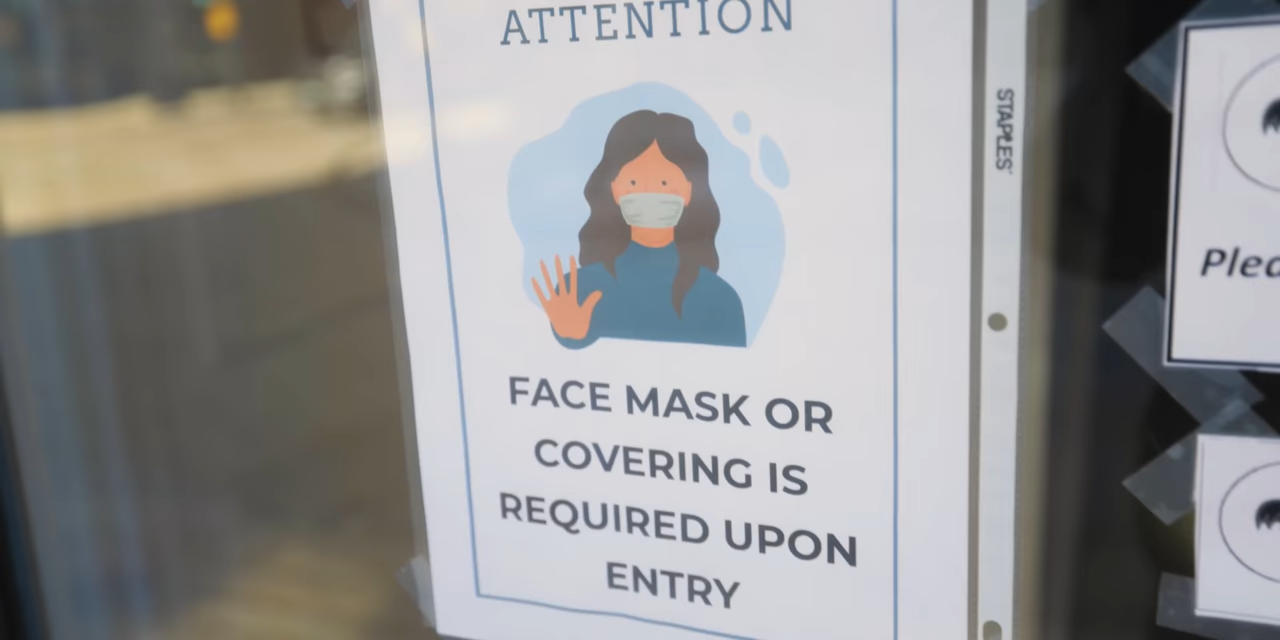 ATTENTION
FACE MASK OR
COVERING IS
REQUIRED UPON
ENTRY
STAPLES